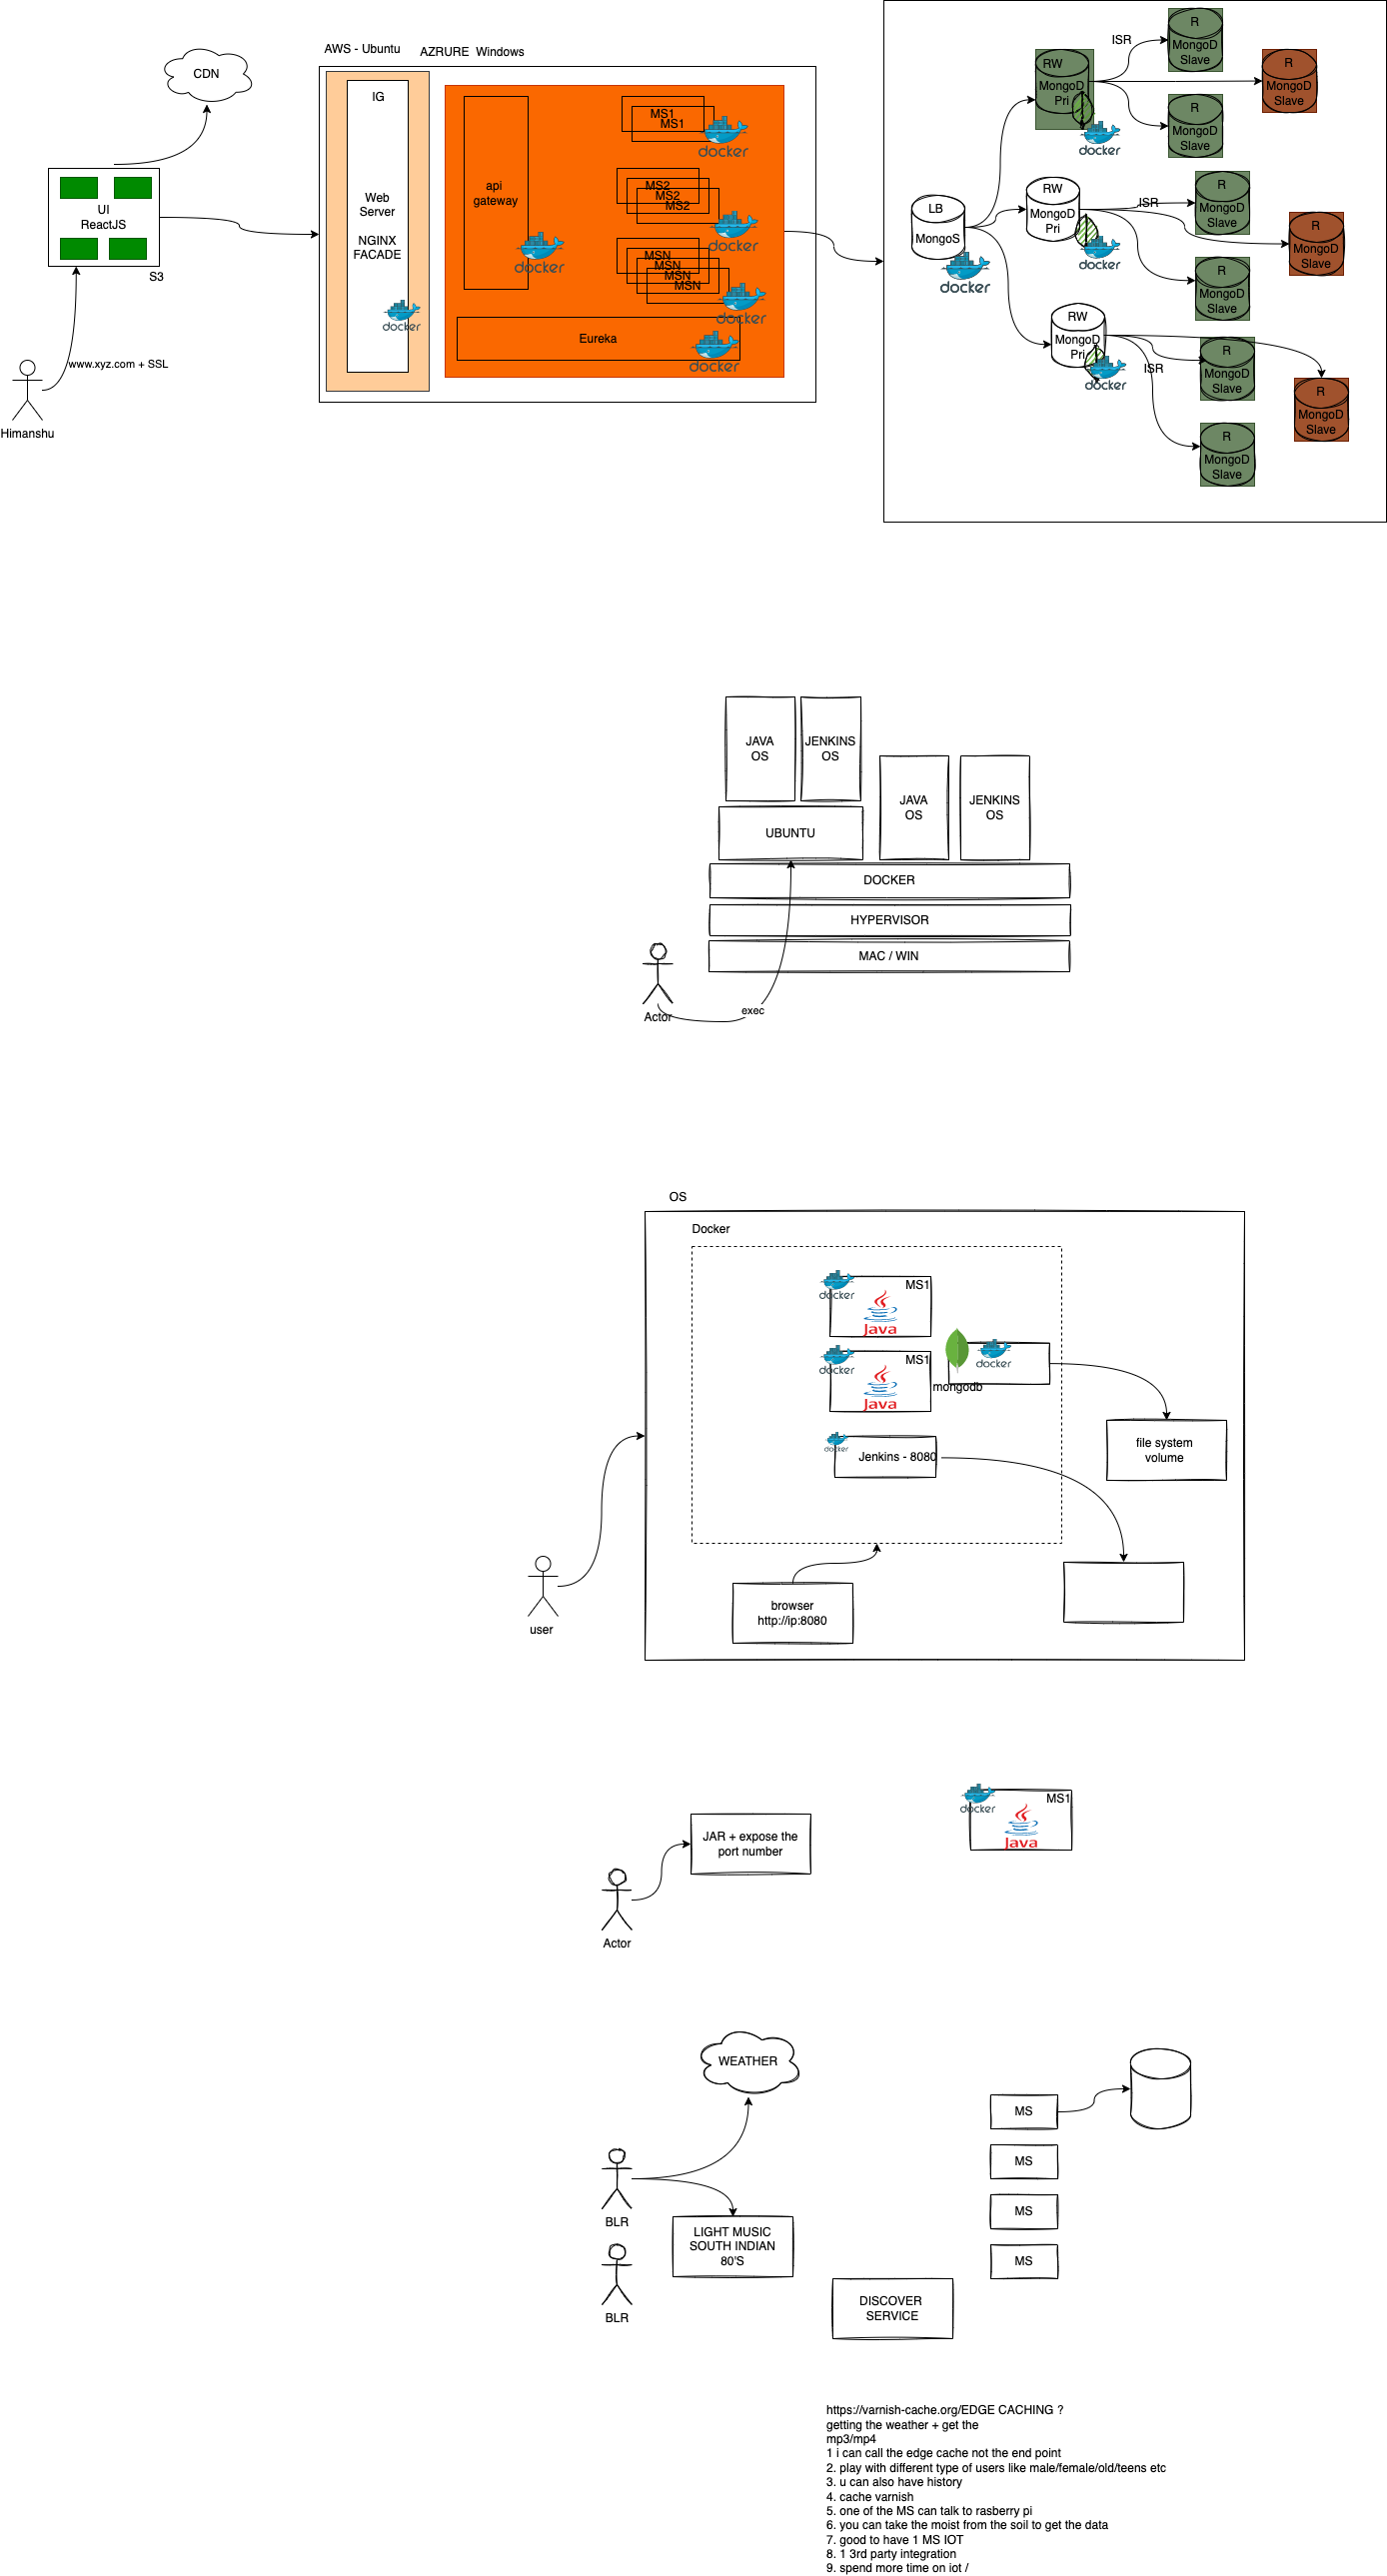 AWS - Ubuntu
AZRURE  Windows
CDN
IG
Web
Server
NGINX
FACADE
docker
api
gateway
docker
MS1
MS1
docker
MS2
MS2
MS2
docker
MSN
MSN
MSN
MSN
docker
Eureka
docker
UI
ReactJS
S3
www.xyz.com + SSL
Himanshu
LB
MongoS
docker
RW
MongoD
Pri
docker
ISR
R
MongoD
Slave
R
MongoD
Slave
R
MongoD
Slave
RW
MongoD
Pri
docker
ISR
R
MongoD
Slave
R
MongoD
Slave
R
MongoD
Slave
RW
MongoD
Pri
docker
ISR
R
MongoD
Slave
R
MongoD
Slave
R
MongoD
Slave
JAVA
OS
JENKINS
OS
JAVA
OS
JENKINS
OS
UBUNTU
DOCKER
HYPERVISOR
MAC / WIN
Actor
exec
OS
Docker
docker
MS1
Java
docker
MS1
Java
docker
mongodb
docker
Jenkins - 8080
file system
volume
browser
http://ip:8080
user
JAR + expose the
port number
Actor
docker
MS1
Java
WEATHER
BLR
LIGHT MUSIC
SOUTH INDIAN
80'S
BLR
MS
MS
MS
MS
DISCOVER
SERVICE
https://varnish-cache.org/EDGE CACHING ?
getting the weather + get the
mp3/mp4
1 i can call the edge cache not the end point
2. play with different type of users like male/female/old/teens etc
3. u can also have history
4. cache varnish
5. one of the MS can talk to rasberry pi
6. you can take the moist from the soil to get the data
7. good to have 1 MS IOT
8. 1 3rd party integration
9. spend more time on iot /